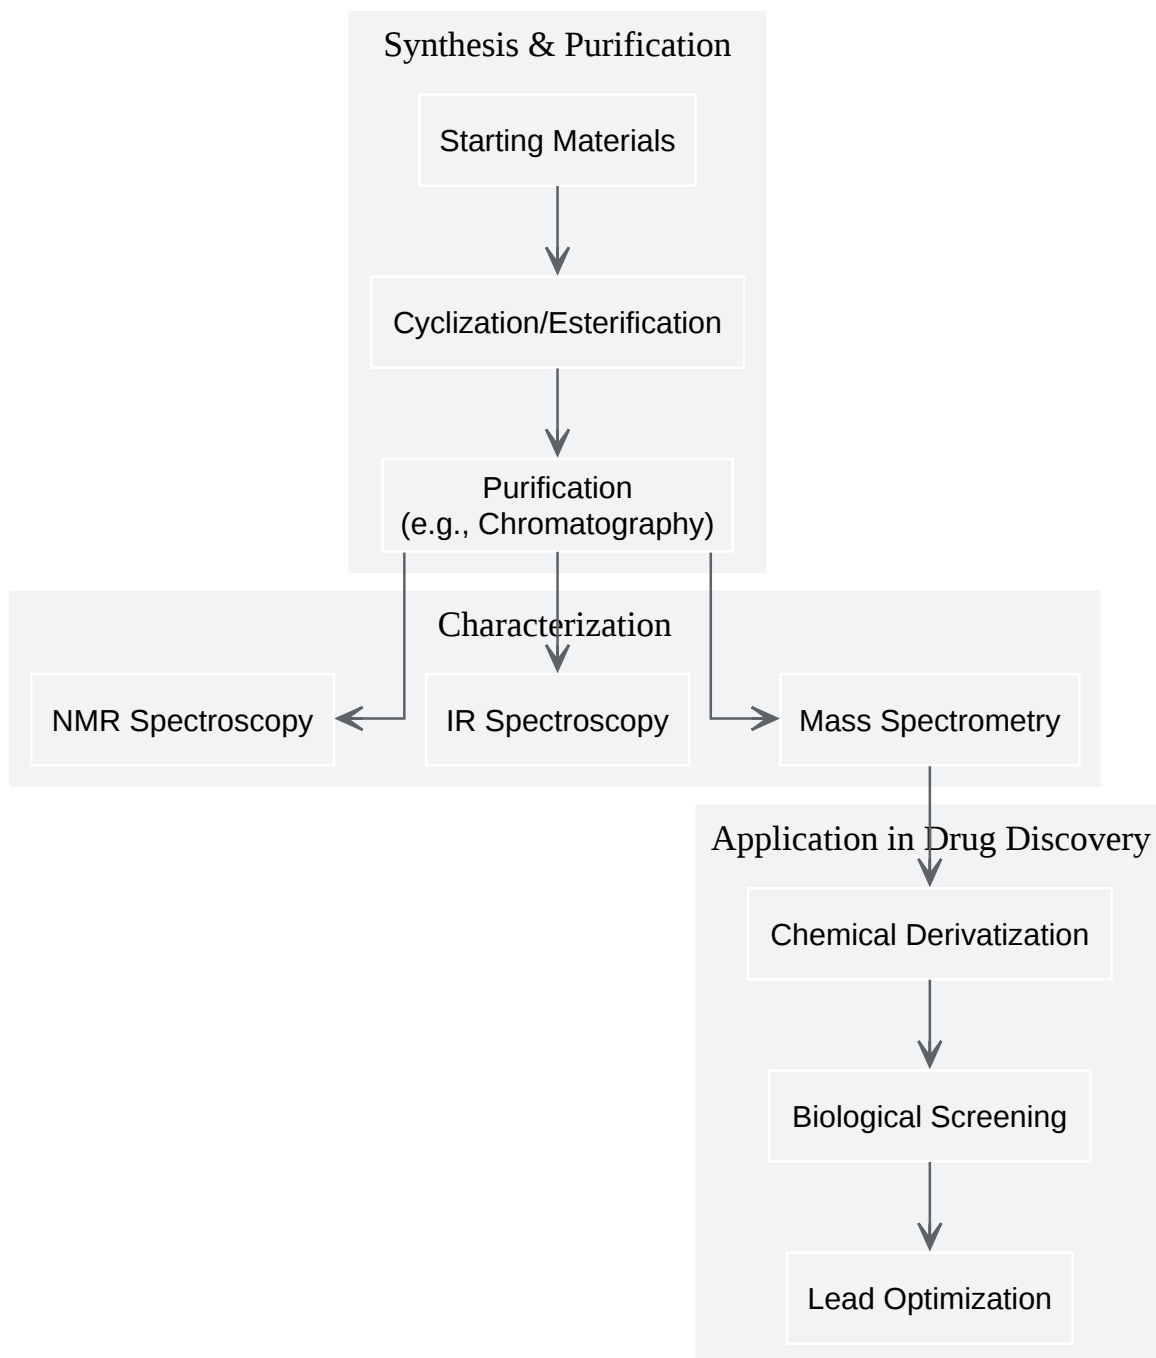 Synthesis & Purification
Starting Materials
Cyclization/Esterification
Purification
(e.g., Chromatography)
Characterization
NMR Spectroscopy
IR Spectroscopy
Mass Spectrometry
Application in Drug Discovery
Chemical Derivatization
Biological Screening
Lead Optimization